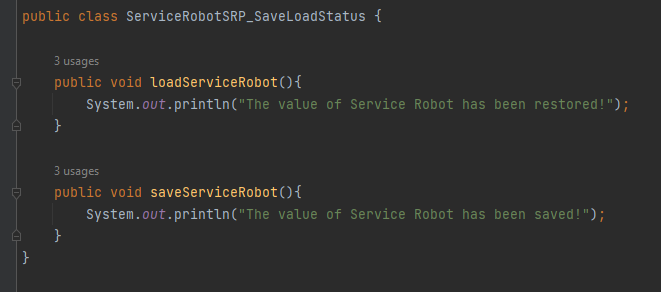 public class ServiceRobotSRP_SaveLoadStatus {
3 usages
public void loadServiceRobot(){
System.out.println("The value of Service Robot has been restored!");
}
3 usages
public void saveServiceRobot(){
System.out.println("The value of Service Robot has been saved!");
}
}